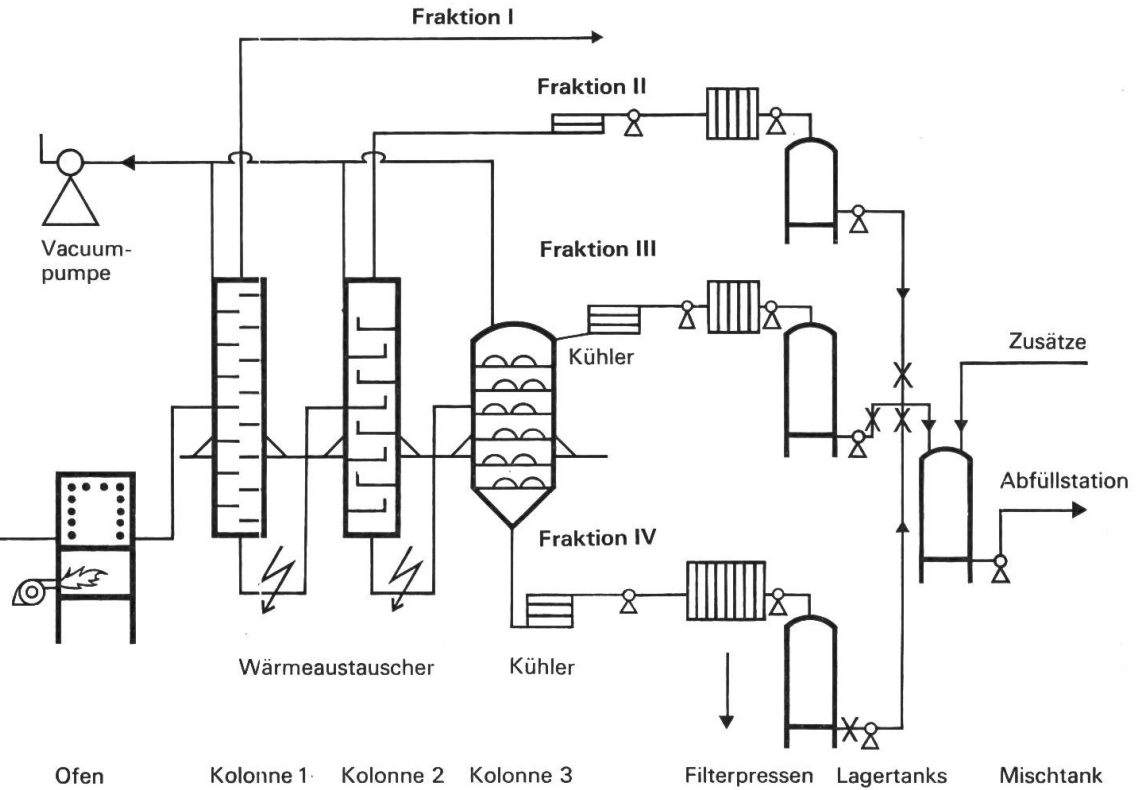 Fraktion I
Fraktion II
Vacuum-
pumpe
Fraktion III
Kühler
Zusätze
Abfüllstation
Fraktion IV
Wärmeaustauscher
Kühler
Ofen
Kolonne 1
Kolonne 2
Kolonne 3
Filterpressen
Lagertanks
Mischtank